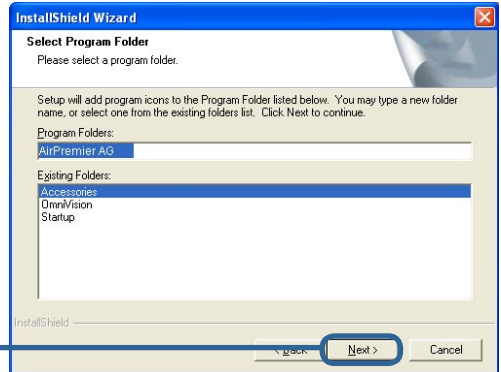 InstallShield Wizard
Select Program Folder
Please select a program folder.
Setup will add program icons to the Program Folder listed below. You may type a new folder
name, or select one from the existing folders list. Click Next to continue.
Program Folders:
AirPremier AG
Existing Folders:
Accessories
OmniVision
Startup
InstallShield
< Back Next > Cancel